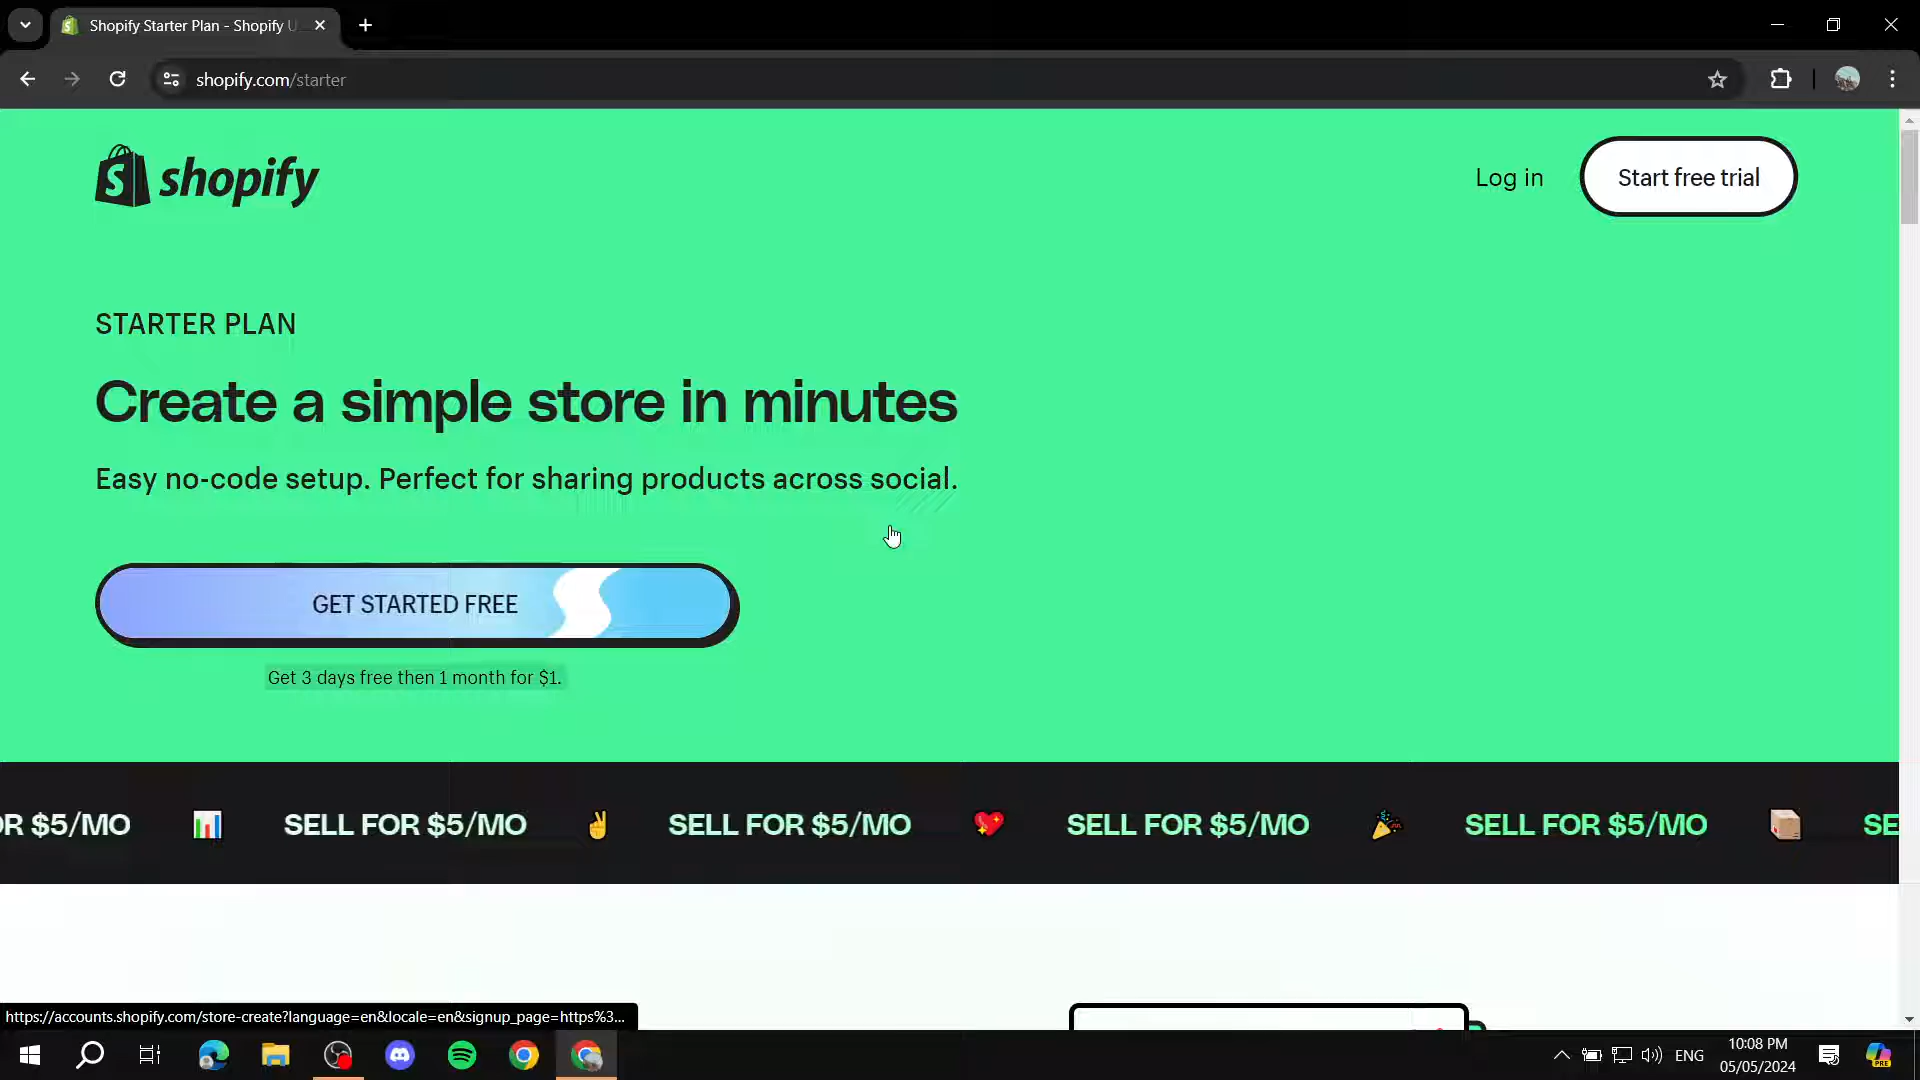 Shopify Starter Plan - Shopify U
shopify.com/starter
shopify
Log in
Start free trial
STARTER PLAN
Create a simple store in minutes
Easy no-code setup. Perfect for sharing products across social.
GET STARTED FREE
Get 3 days free then 1 month for $1.
OR $5/MO SELL FOR $5/MO SELL FOR $5/MO SELL FOR $5/MO SELL FOR $5/MO SE
https://accounts.shopify.com/store-create?language=en&locale=en&signup_page=https%3...
ENG
10:08 PM
05/05/2024
PRE